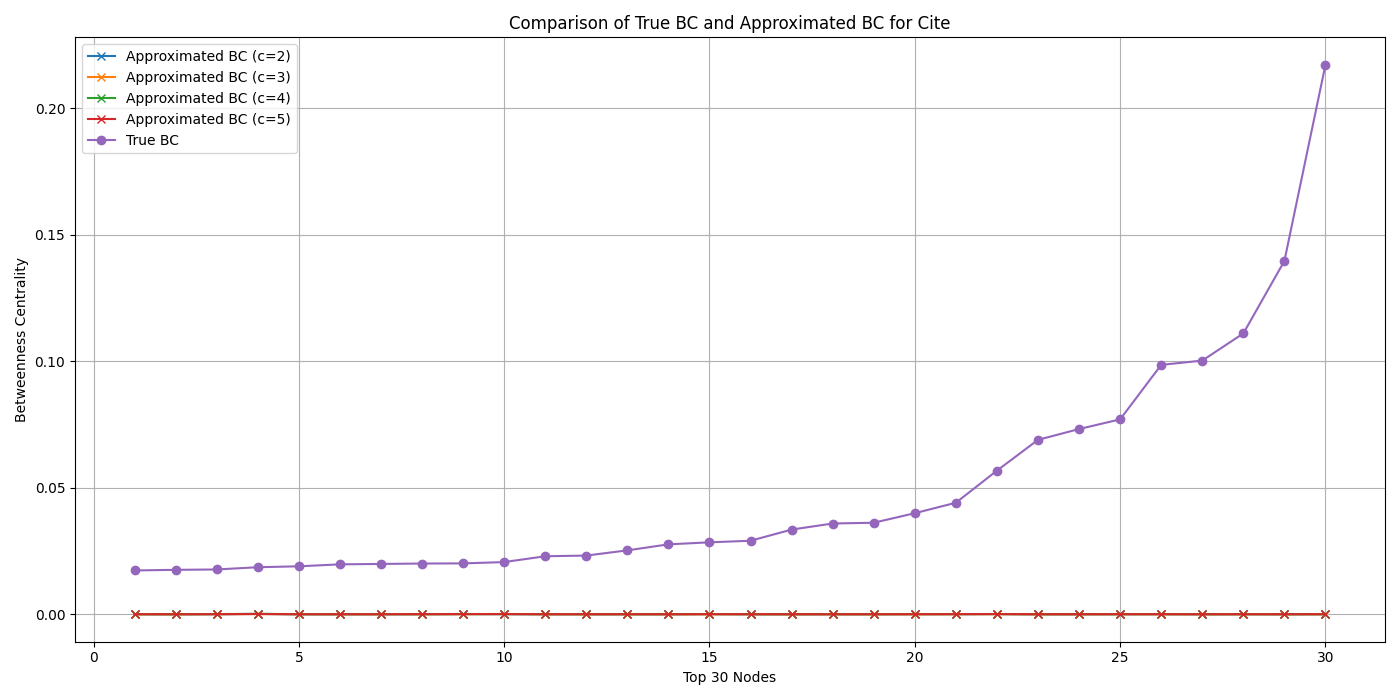 Comparison of True BC and Approximated BC for Cite
Approximated BC (c=2)
Approximated BC (c=3)
Approximated BC (c=4)
Approximated BC (c=5)
True BC
Betweenness Centrality
0.20
0.15
0.10
0.05
0.00
0 5 10 15 20 25 30
Top 30 Nodes